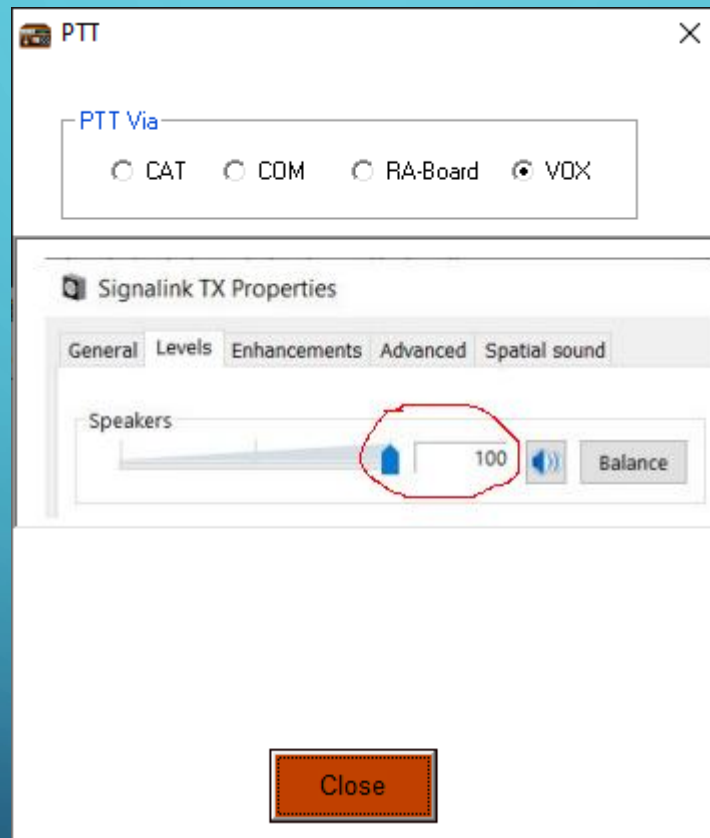 PTT
PTT Via
CAT COM RA-Board VOX
Signalink TX Properties
General Levels Enhancements Advanced Spatial sound
Speakers
100 Balance
Close